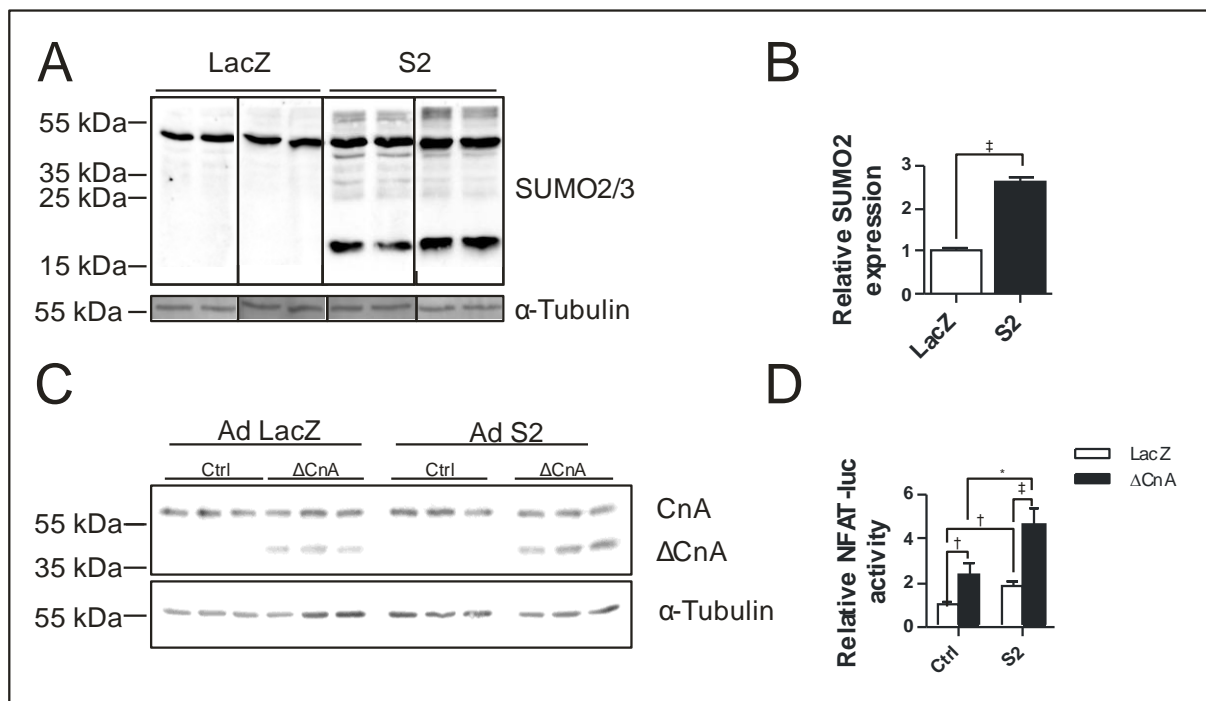 A
LacZ S2
55 kDa
35 kDa
25 kDa
15 kDa
SUMO2/3
55 kDa
α-Tubulin
B
Relative SUMO2
expression
3
2
1
0
‡
LacZ
S2
C
Ad LacZ Ad S2
Ctrl ΔCnA Ctrl ΔCnA
55 kDa
35 kDa
CnA
ΔCnA
55 kDa
α-Tubulin
D
LacZ
ΔCnA
Relative NFAT-luc
activity
6
4
2
0
*
‡
†
†
Ctrl
S2